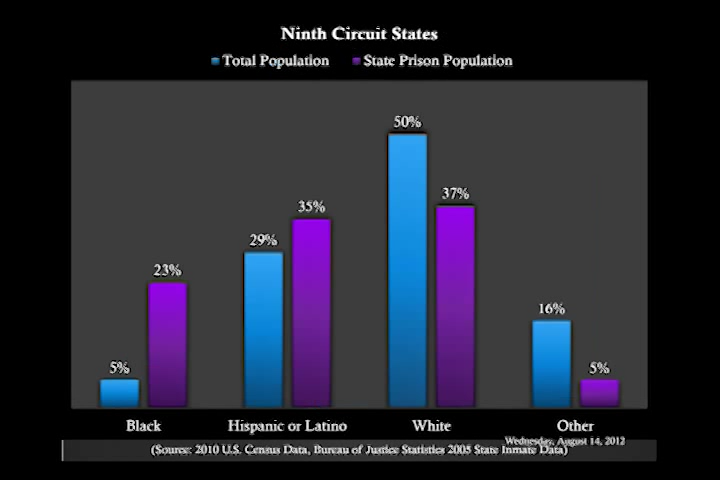 Ninth Circuit States
Total Population State Prison Population
50%
37%
35%
29%
23%
16%
5% 5%
Black Hispanic or Latino White Other
Wednesday, August 14, 2012
(Source: 2010 U.S. Census Data, Bureau of Justice Statistics 2005 State Inmate Data)